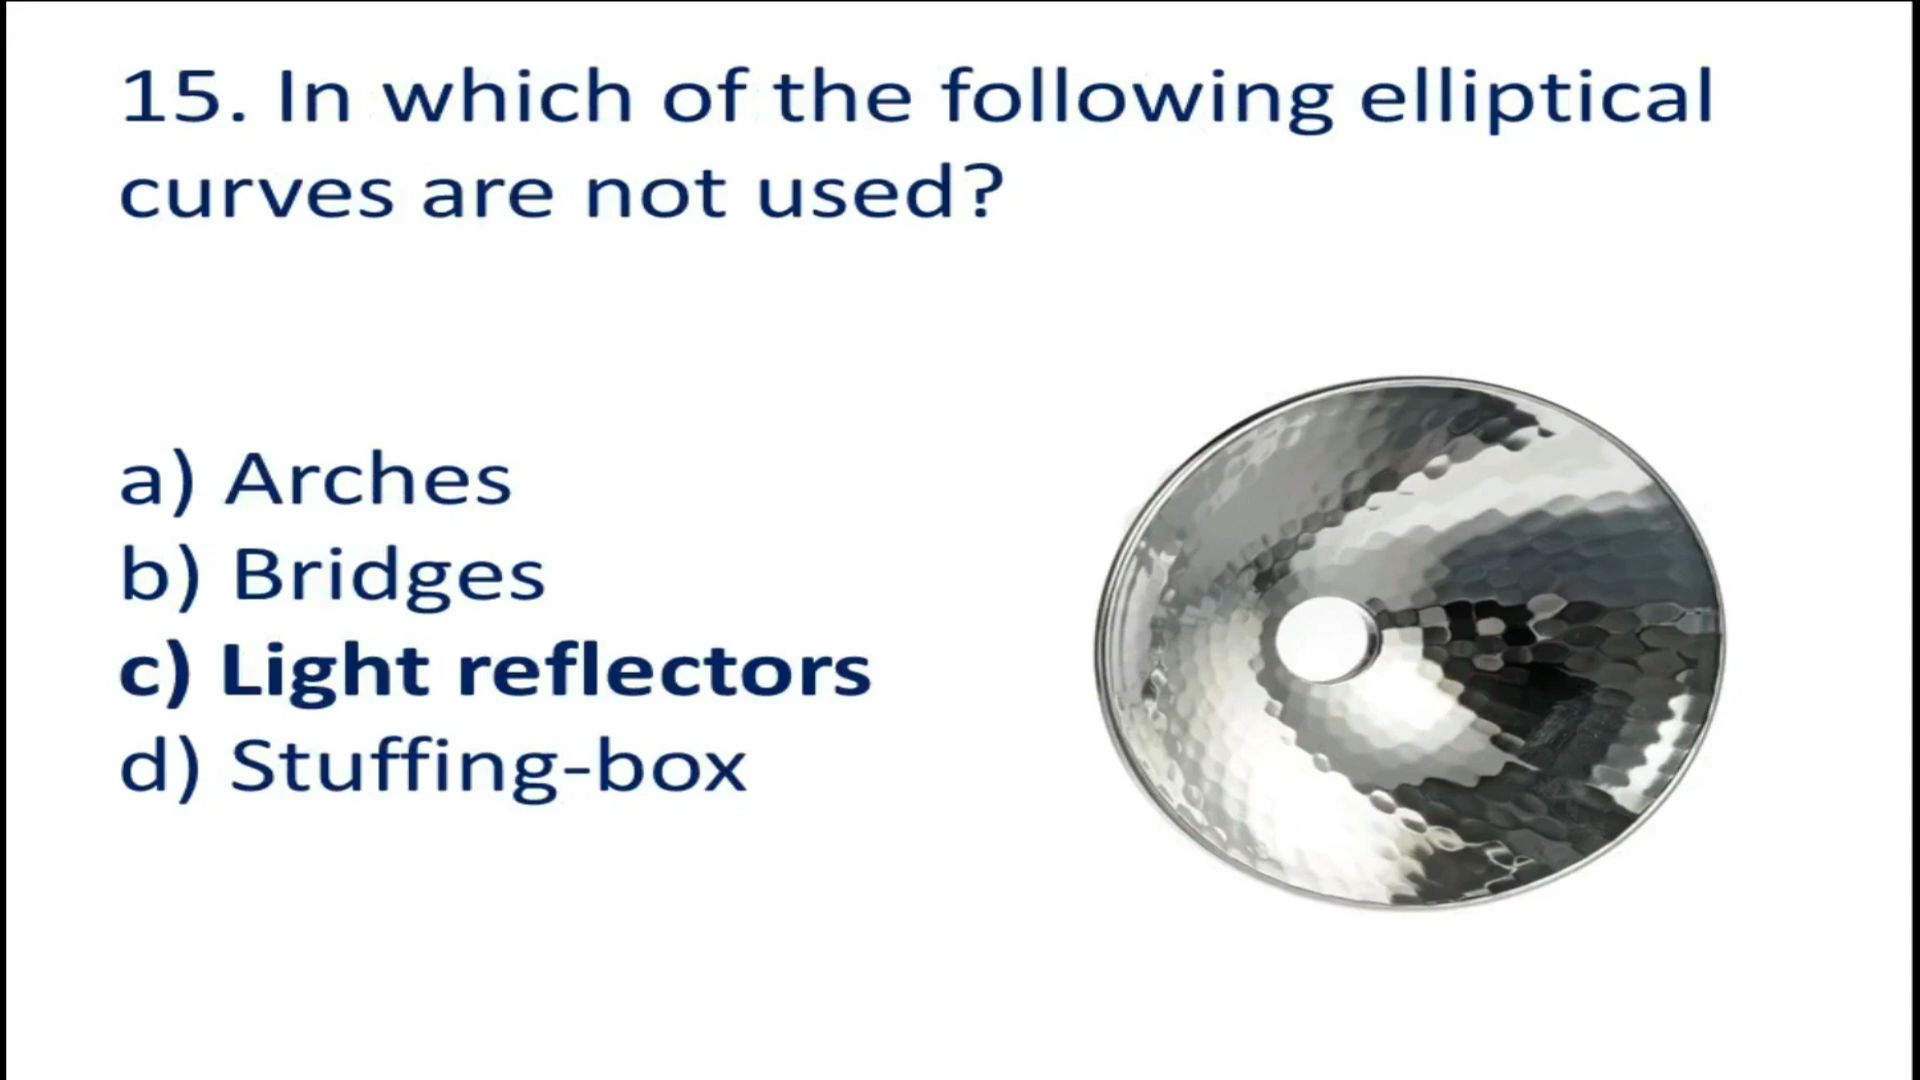 15. In which of the following elliptical
curves are not used?
a) Arches
b) Bridges
c) Light reflectors
d) Stuffing-box